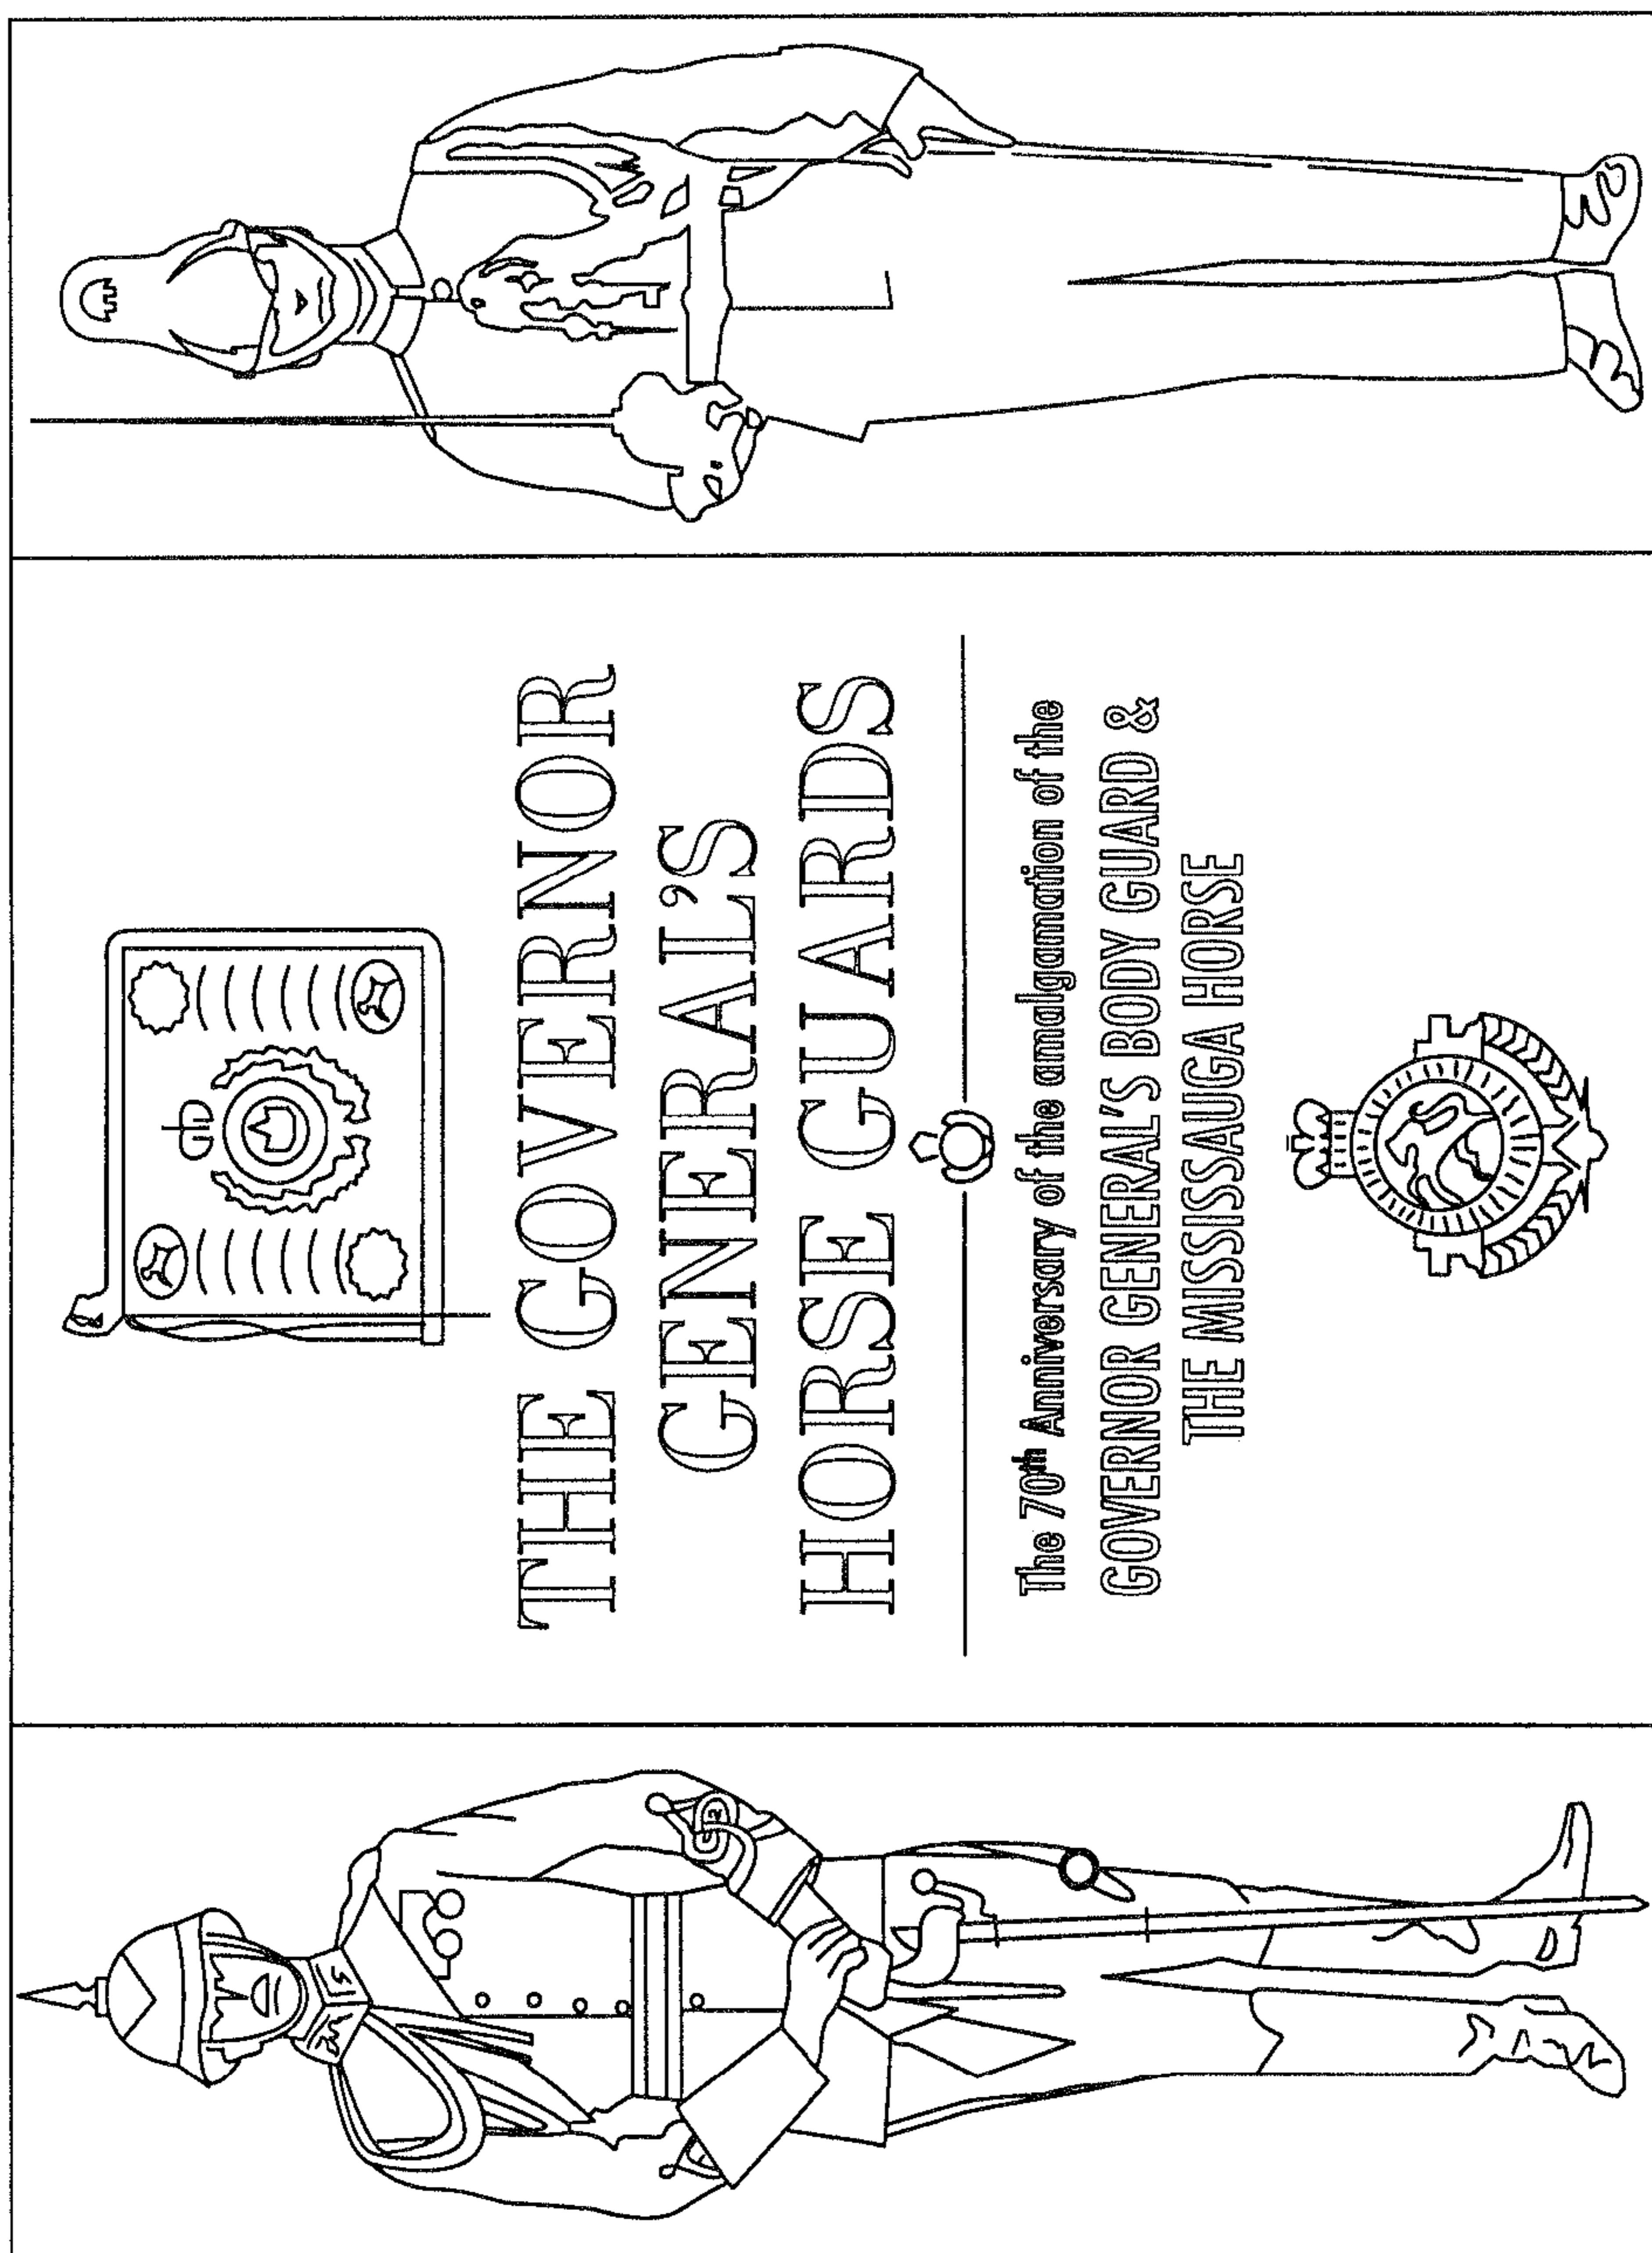 THE GOVERNOR
GENERAL'S
HORSE GUARDS
The 70th Anniversary of the amalgamation of the
GOVERNOR GENERAL'S BODY GUARD &
THE MISSISSAUGA HORSE